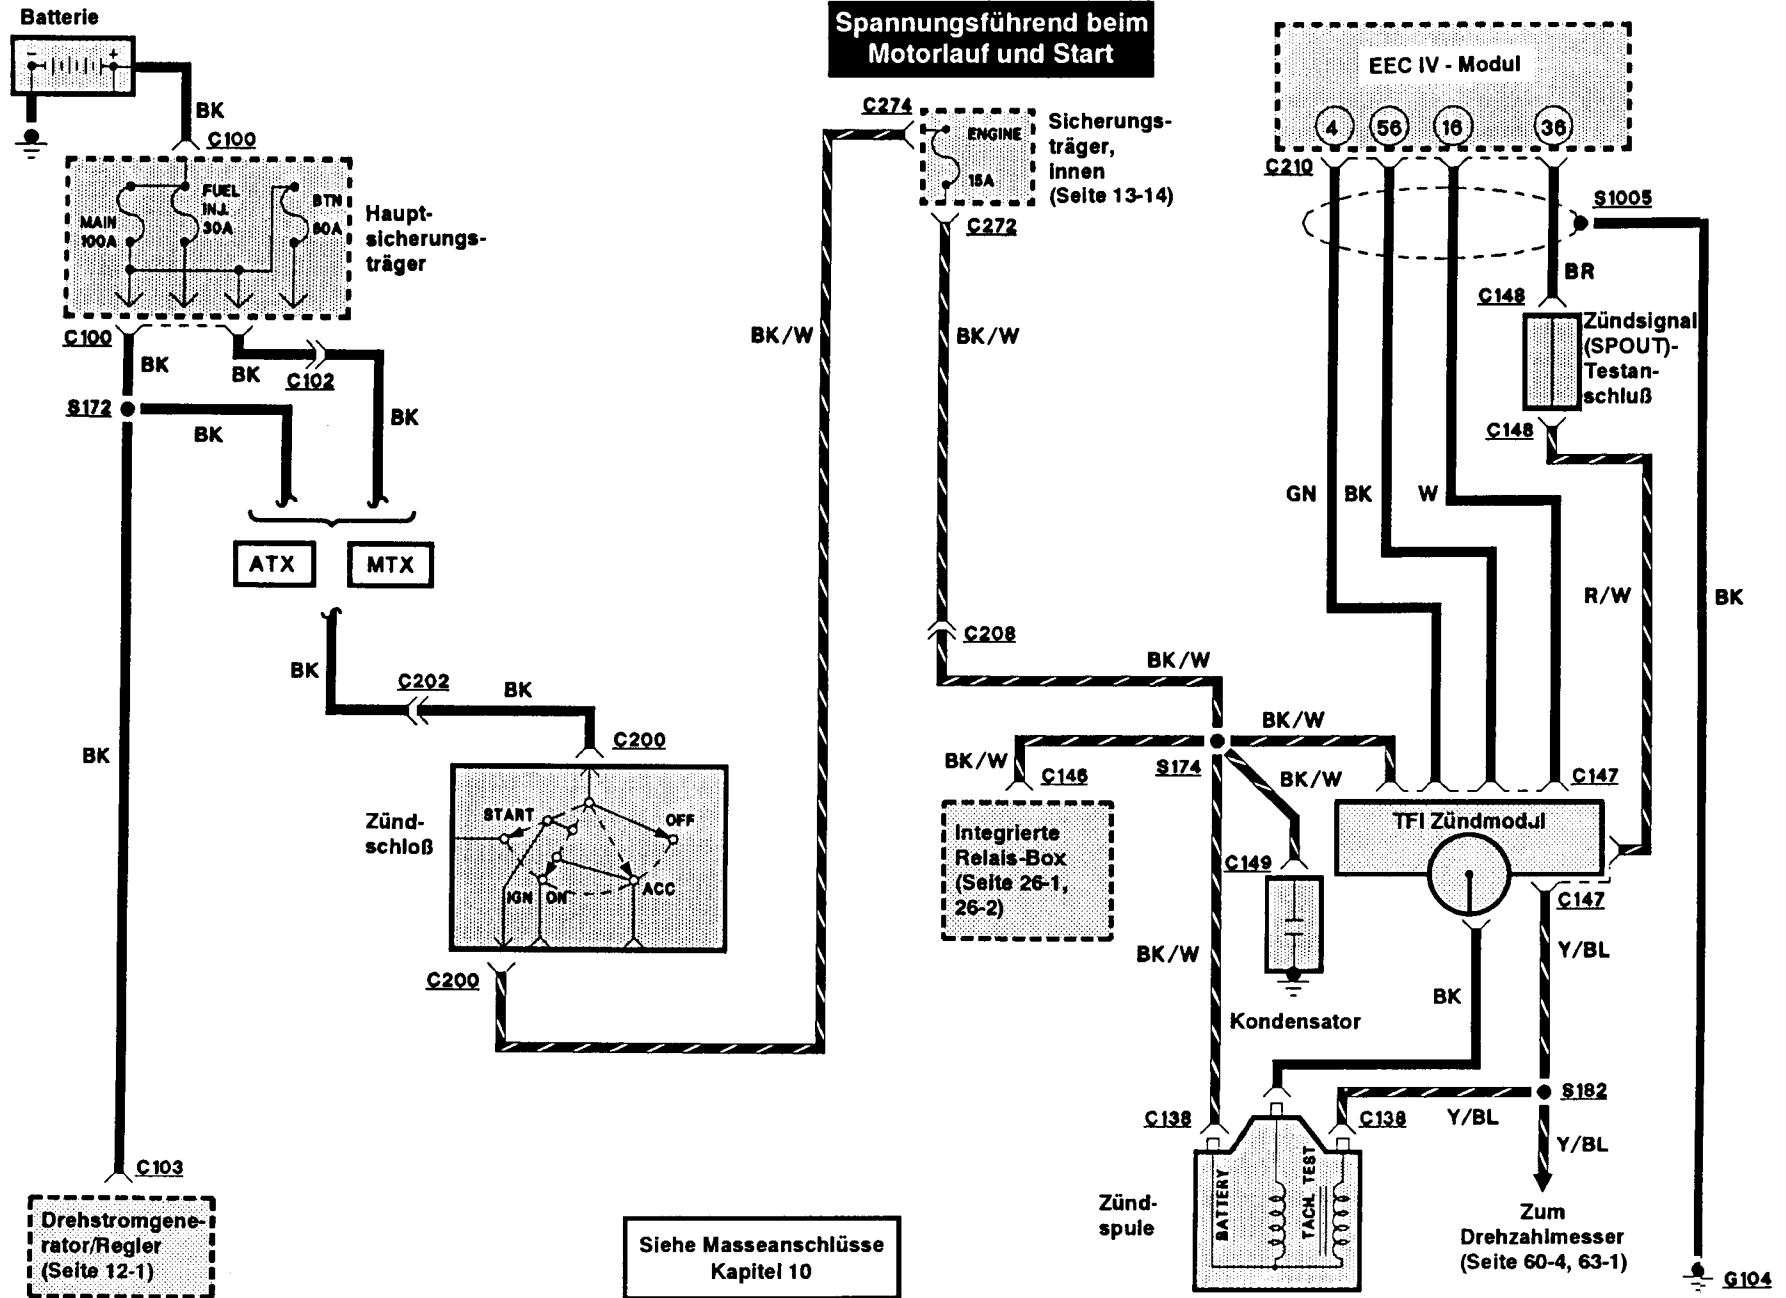 Batterie
BK
C100
MAIN
100A
FUEL
INJ.
30A
BTN
60A
Haupt-
sicherungs-
träger
C100
BK
BK
C102
S172
BK
BK
ATX
MTX
BK
C202
BK
BK
C200
Zünd-
schloß
START
OFF
IGN
ON
ACC
C200
C103
Drehstromgene-
rator/Regler
(Seite 12-1)
Spannungsführend beim
Motorlauf und Start
C274
ENGINE
15A
Sicherungs-
träger,
innen
(Seite 13-14)
C272
BK/W
BK/W
C208
BK/W
BK/W
BK/W
C146
S174
BK/W
Integrierte
Relais-Box
(Seite 26-1,
26-2)
C149
BK/W
Kondensator
EEC IV - Modul
4
56
16
36
C210
S1005
BR
C148
Zündsignal
(SPOUT)-
Testan-
schluß
C148
GN
BK
W
R/W
BK
C147
TFI Zündmodul
C147
Y/BL
BK
S182
C138
C138
Y/BL
Y/BL
BATTERY
TACH. TEST
Zünd-
spule
Zum
Drehzahlmesser
(Seite 60-4, 63-1)
G104
Siehe Masseanschlüsse
Kapitel 10